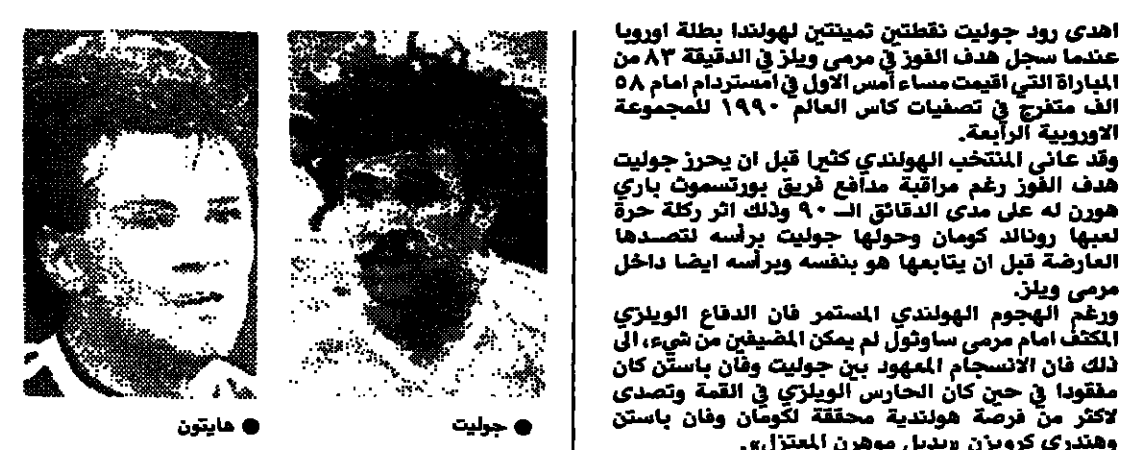 اهدى رود جوليت نقطتين ثمينتين لهولندا بطلة اوروبا
عندما سجل هدف الفوز في مرمى ويلز في الدقيقة ٨٣ من
المباراة التي اقيمت مساء أمس الاول في امستردام امام ٥٨
الف متفرج في تصفيات كاس العالم ١٩٩٠ للمجموعة
الاوروبية الرابعة.
وقد عانى المنتخب الهولندي كثيرا قبل ان يحرز جوليت
هدف الفوز رغم مراقبة مدافع فريق بورتسموث باري
هورن له على مدى الدقائق الـ ٩٠ وذلك اثر ركلة حرة
لعبها رونالد كومان وحولها جوليت برأسه لتصدها
العارضة قبل ان يتابعها هو بنفسه وبرأسه ايضا داخل
مرمى ويلز.
ورغم الهجوم الهولندي المستمر فان الدفاع الويلزي
المكثف امام مرمى ساوثول لم يمكن المضيفين من شيء، الى
ذلك فان الانسجام المعهود بين جوليت وفان باستن كان
مفقودا في حين كان الحارس الويلزي في القمة وتصدى
لاكثر من فرصة هولندية محققة لكومان وفان باستن
وهندري كرويزن «بديل موهرن المعتزل».
● جوليت
● هايتون